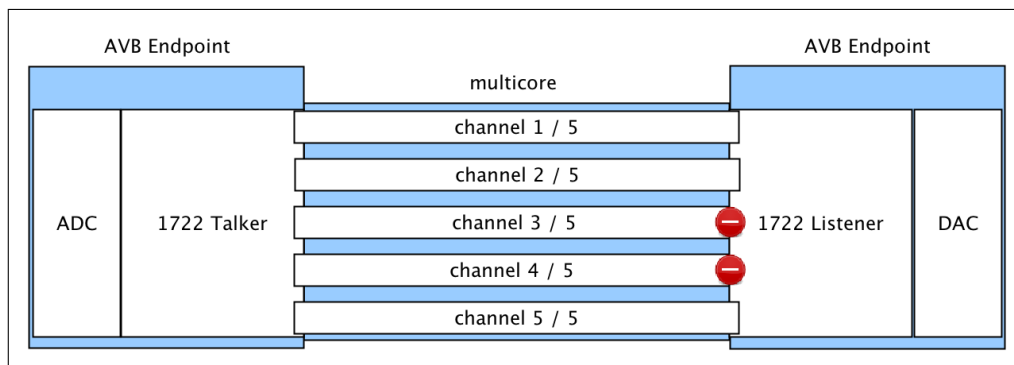 AVB Endpoint
AVB Endpoint
multicore
channel 1 / 5
channel 2 / 5
ADC
1722 Talker
channel 3 / 5
1722 Listener
DAC
channel 4 / 5
channel 5 / 5